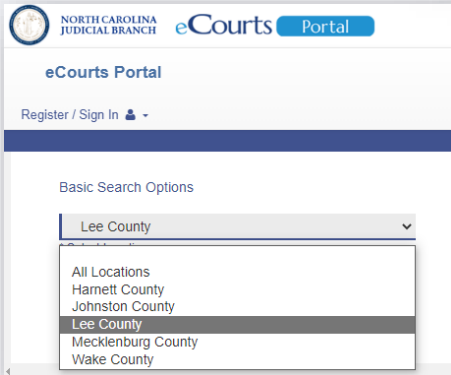 NORTH CAROLINA
JUDICIAL BRANCH
eCourts Portal
eCourts Portal
Register / Sign In
Basic Search Options
Lee County
All Locations
Harnett County
Johnston County
Lee County
Mecklenburg County
Wake County